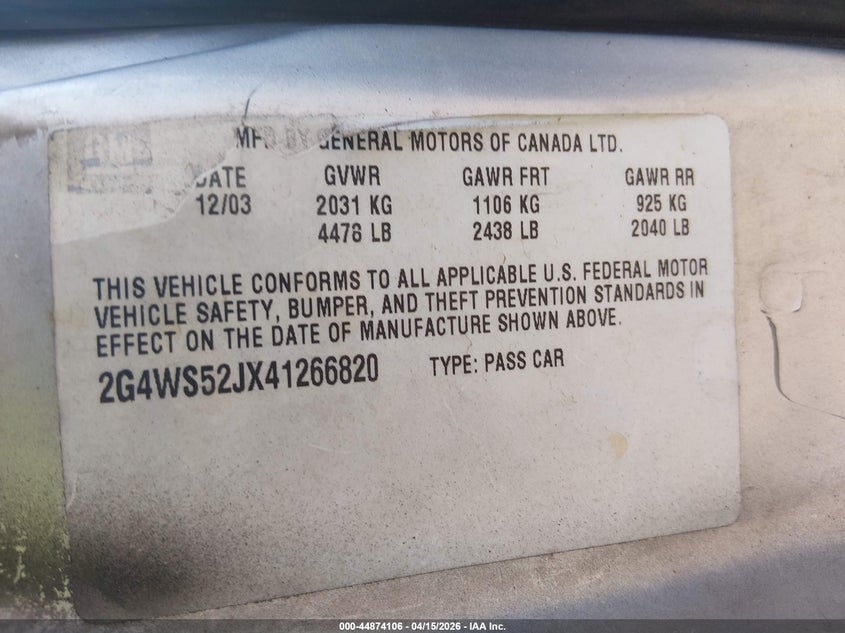 MFD BY GENERAL MOTORS OF CANADA LTD.
DATE GVWR GAWR FRT GAWR RR
12/03 2031 KG 1106 KG 925 KG
4478 LB 2438 LB 2040 LB
THIS VEHICLE CONFORMS TO ALL APPLICABLE U.S. FEDERAL MOTOR
VEHICLE SAFETY, BUMPER, AND THEFT PREVENTION STANDARDS IN
EFFECT ON THE DATE OF MANUFACTURE SHOWN ABOVE.
2G4WS52JX41266820 TYPE: PASS CAR
000-44874106 - 04/15/2026 - IAA Inc.